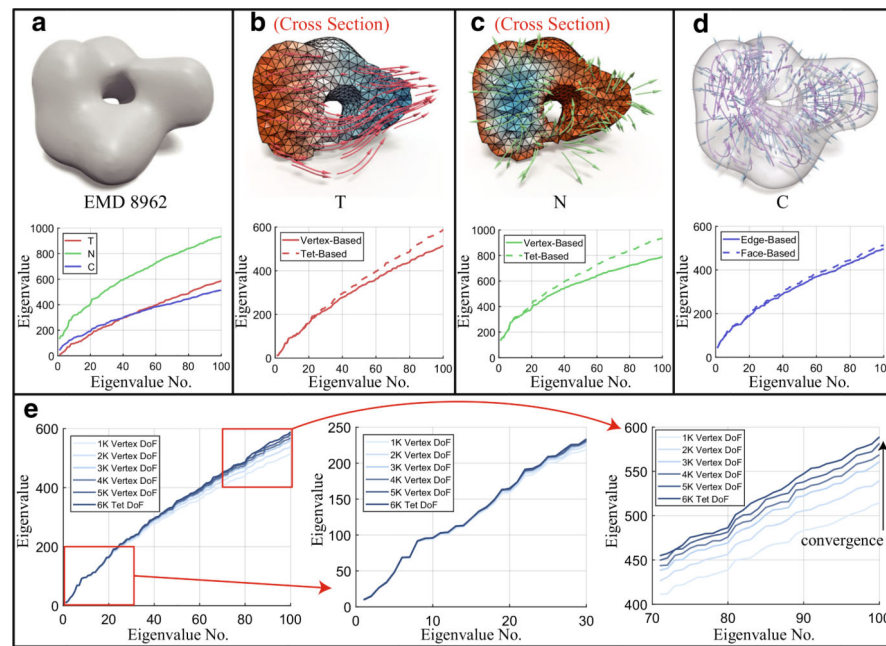 a
EMD 8962
Eigenvalue
1000
800
600
400
200
0
T
N
C
0 20 40 60 80 100
Eigenvalue No.
b
(Cross Section)
T
Eigenvalue
600
400
200
0
Vertex-Based
Tet-Based
0 20 40 60 80 100
Eigenvalue No.
c
(Cross Section)
N
Eigenvalue
1000
800
600
400
200
0
Vertex-Based
Tet-Based
0 20 40 60 80 100
Eigenvalue No.
d
C
Eigenvalue
600
400
200
0
Edge-Based
Face-Based
0 20 40 60 80 100
Eigenvalue No.
e
Eigenvalue
600
400
200
0
1K Vertex DoF
2K Vertex DoF
3K Vertex DoF
4K Vertex DoF
5K Vertex DoF
6K Tet DoF
0 20 40 60 80 100
Eigenvalue No.
Eigenvalue
250
200
150
100
50
0
1K Vertex DoF
2K Vertex DoF
3K Vertex DoF
4K Vertex DoF
5K Vertex DoF
6K Tet DoF
0 10 20 30
Eigenvalue No.
Eigenvalue
600
550
500
450
400
1K Vertex DoF
2K Vertex DoF
3K Vertex DoF
4K Vertex DoF
5K Vertex DoF
6K Tet DoF
convergence
70 80 90 100
Eigenvalue No.